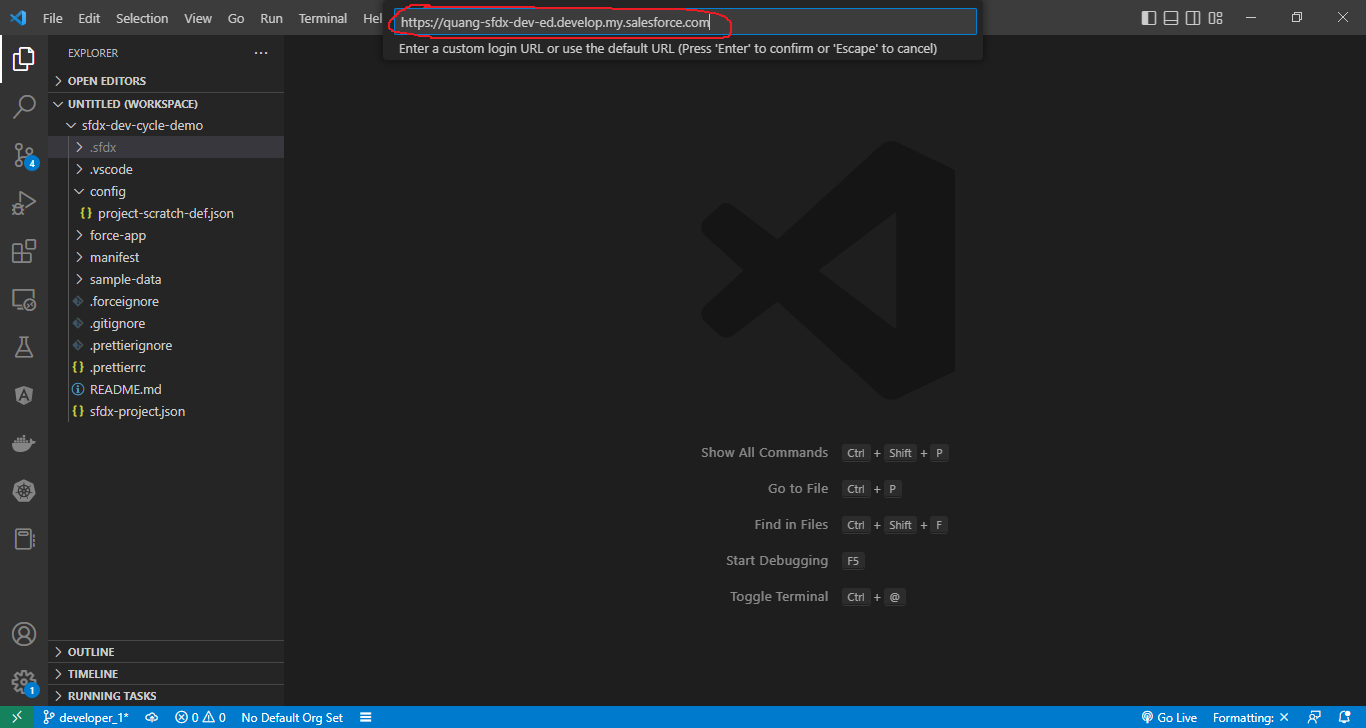 File Edit Selection View Go Run Terminal Hel
https://quang-sfdx-dev-ed.develop.my.salesforce.com
Enter a custom login URL or use the default URL (Press 'Enter' to confirm or 'Escape' to cancel)
EXPLORER
OPEN EDITORS
UNTITLED (WORKSPACE)
sfdx-dev-cycle-demo
.sfdx
.vscode
config
{} project-scratch-def.json
force-app
manifest
sample-data
.forceignore
.gitignore
.prettierignore
{} .prettierrc
README.md
{} sfdx-project.json
4
Show All Commands Ctrl + Shift + P
Go to File Ctrl + P
Find in Files Ctrl + Shift + F
Start Debugging F5
Toggle Terminal Ctrl + @
OUTLINE
TIMELINE
1
RUNNING TASKS
developer_1* 0 0 No Default Org Set Go Live Formatting: ×